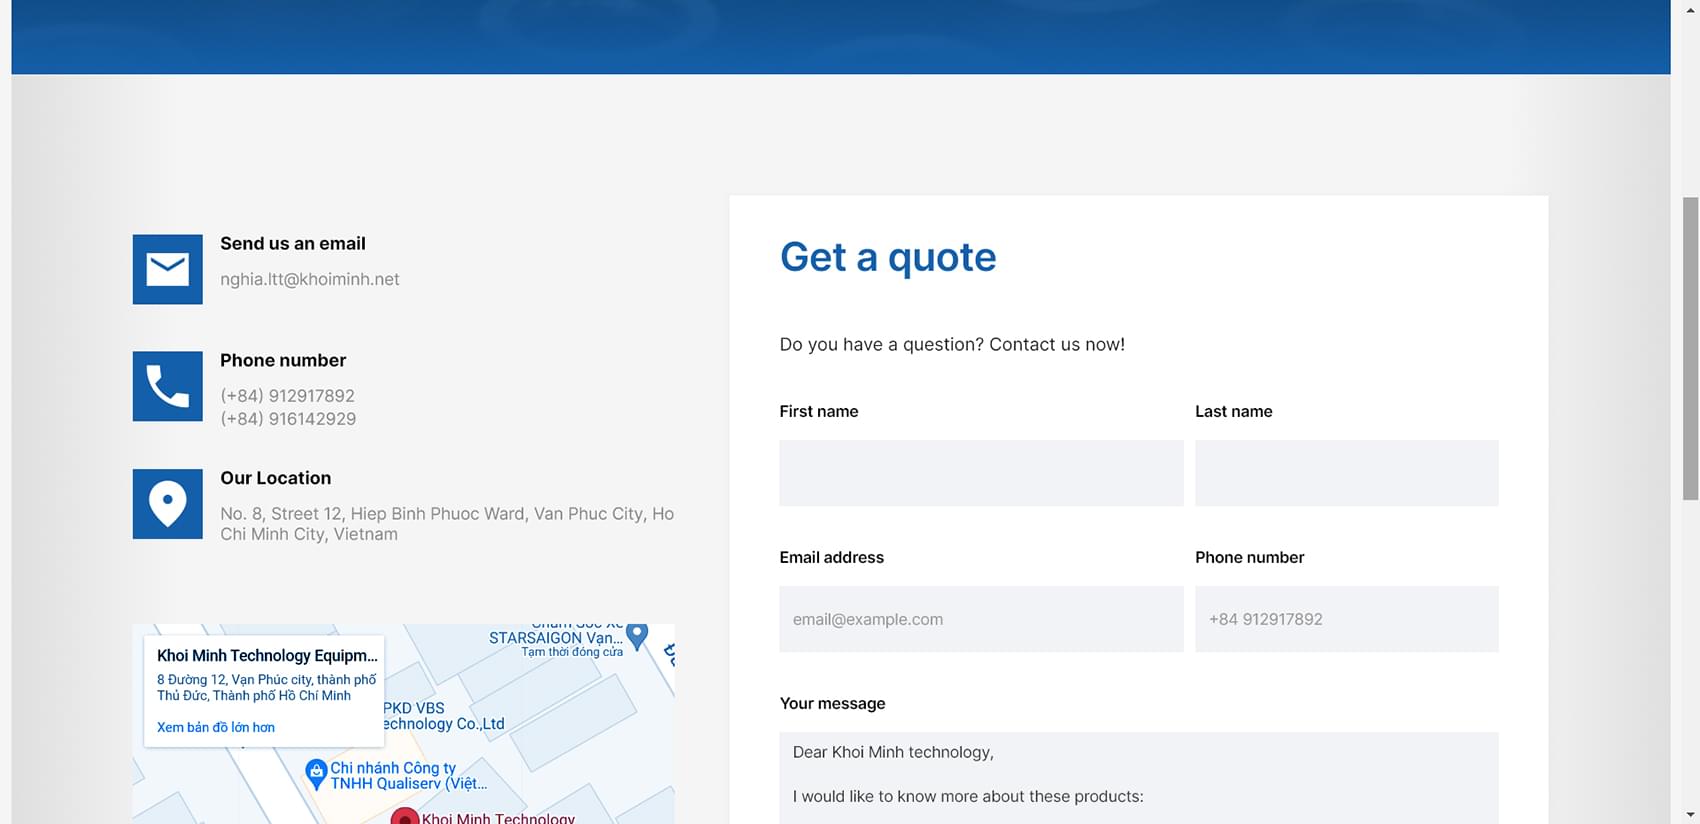 Send us an email
nghia.ltt@khoiminh.net
Phone number
(+84) 912917892
(+84) 916142929
Our Location
No. 8, Street 12, Hiep Binh Phuoc Ward, Van Phuc City, Ho
Chi Minh City, Vietnam
STARSAIGON Vạn...
Tạm thời đóng cửa
Khoi Minh Technology Equipm...
8 Đường 12, Vạn Phúc city, thành phố
Thủ Đức, Thành phố Hồ Chí Minh
Xem bản đồ lớn hơn
PKD VBS
echnology Co.,Ltd
Chi nhánh Công ty
TNHH Qualiserv (Việt...
Khoi Minh Technology
Get a quote
Do you have a question? Contact us now!
First name
Last name
Email address
Phone number
email@example.com
+84 912917892
Your message
Dear Khoi Minh technology,
I would like to know more about these products: